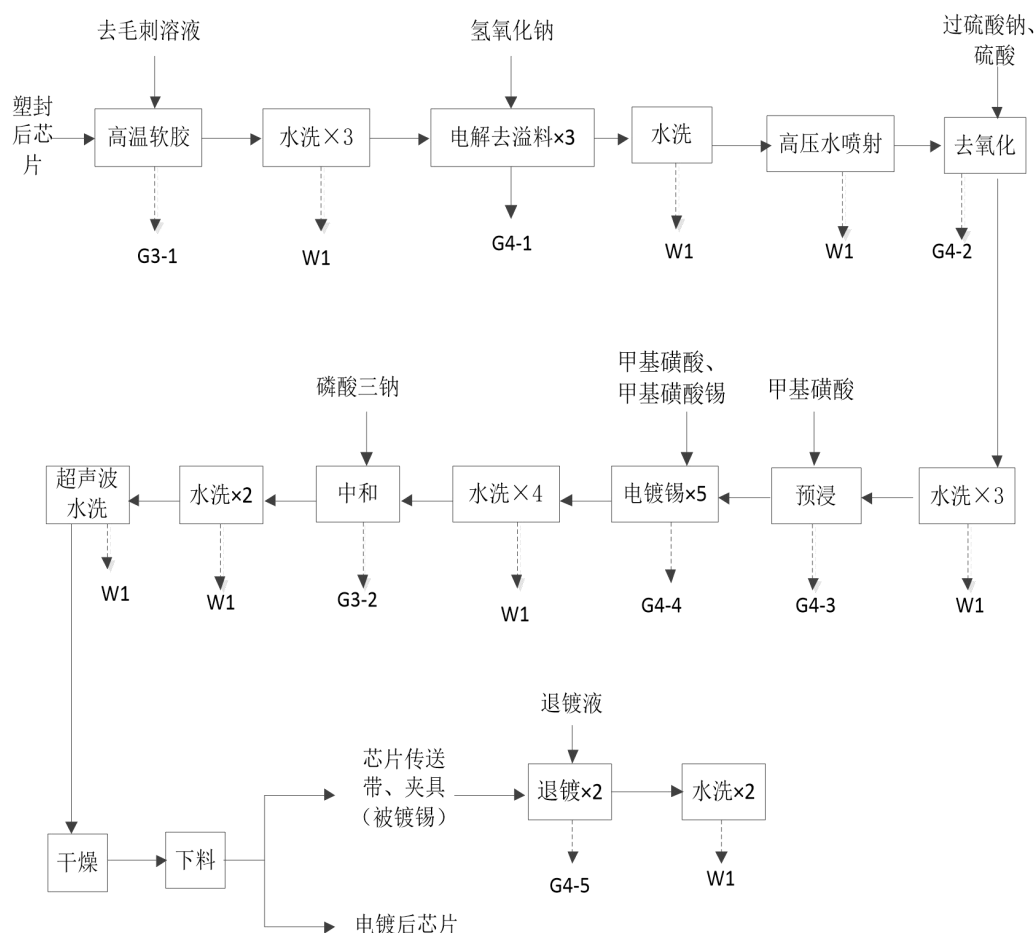 去毛刺溶液
氢氧化钠
过硫酸钠、
硫酸
塑封
后芯
片
高温软胶
水洗×3
电解去溢料×3
水洗
高压水喷射
去氧化
G3-1
W1
G4-1
W1
W1
G4-2
磷酸三钠
甲基磺酸、
甲基磺酸锡
甲基磺酸
超声波
水洗
水洗×2
中和
水洗×4
电镀锡×5
预浸
水洗×3
W1
W1
G3-2
W1
G4-4
G4-3
W1
退镀液
芯片传送
带、夹具
（被镀锡）
退镀×2
水洗×2
干燥
下料
G4-5
W1
电镀后芯片